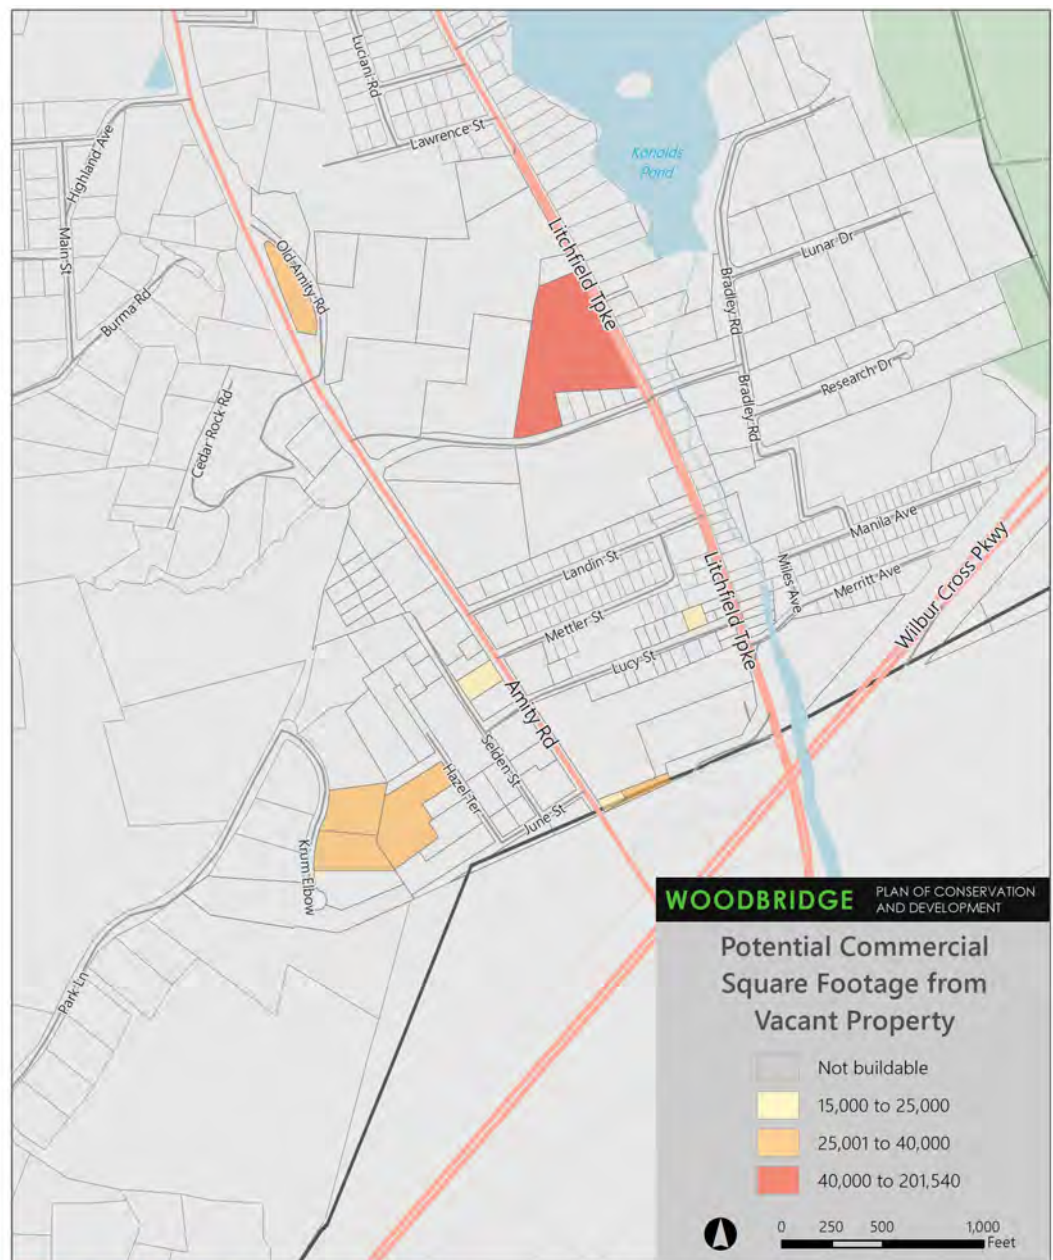 Luciani Rd
Lawrence St
Highland Ave
Main St
Burma Rd
Old Amity Rd
Cedar Rock Rd
Litchfield Tpke
Konolds
Pond
Lunar Dr
Bradley Rd
Research Dr
Bradley Rd
Landin St
Mettler St
Lucy St
Litchfield Tpke
Manila Ave
Miles Ave
Merritt Ave
Wilbur Cross Pkwy
Amity Rd
Selden St
Hazel Ter
June St
Krum Elbow
Park Ln
WOODBRIDGE
PLAN OF CONSERVATION
AND DEVELOPMENT
Potential Commercial
Square Footage from
Vacant Property
Not buildable
15,000 to 25,000
25,001 to 40,000
40,000 to 201,540
0 250 500 1,000
Feet